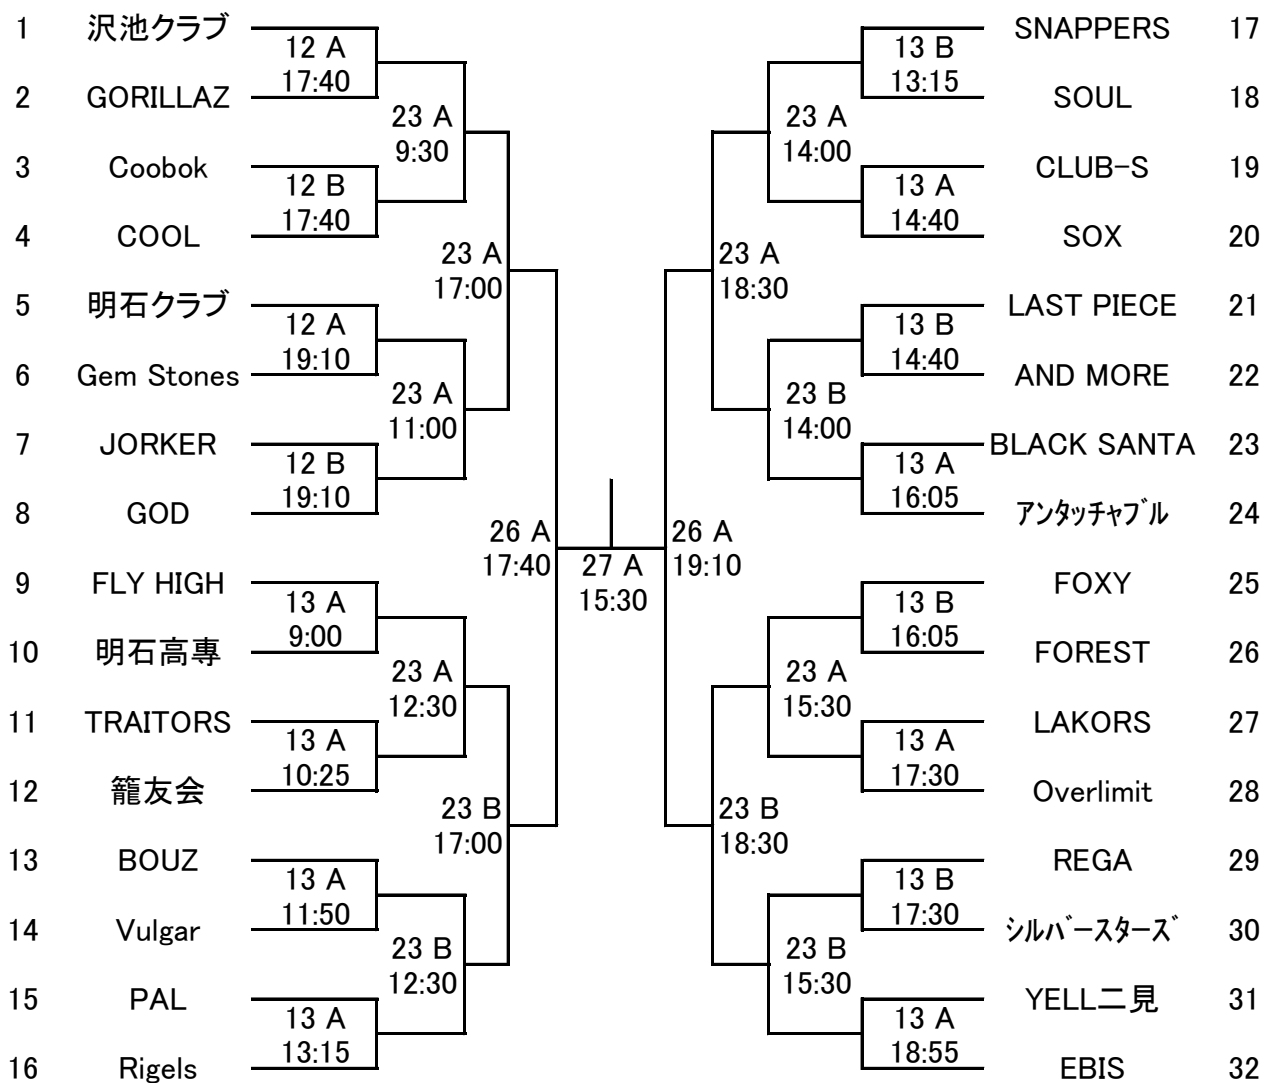 1 沢池クラブ
12 A
17:40
2 GORILLAZ
23 A
9:30
3 Coobok
12 B
17:40
4 COOL
23 A
17:00
5 明石クラブ
12 A
19:10
6 Gem Stones
23 A
11:00
7 JORKER
12 B
19:10
8 GOD
26 A
17:40
9 FLY HIGH
13 A
9:00
10 明石高専
23 A
12:30
11 TRAITORS
13 A
10:25
12 籠友会
23 B
17:00
13 BOUZ
13 A
11:50
14 Vulgar
23 B
12:30
15 PAL
13 A
13:15
16 Rigels
27 A
15:30
SNAPPERS 17
13 B
13:15
SOUL 18
23 A
14:00
CLUB-S 19
13 A
14:40
SOX 20
23 A
18:30
LAST PIECE 21
13 B
14:40
AND MORE 22
23 B
14:00
BLACK SANTA 23
13 A
16:05
アンタッチャブル 24
26 A
19:10
FOXY 25
13 B
16:05
FOREST 26
23 A
15:30
LAKORS 27
13 A
17:30
Overlimit 28
23 B
18:30
REGA 29
13 B
17:30
シルバースターズ 30
23 B
15:30
YELL二見 31
13 A
18:55
EBIS 32